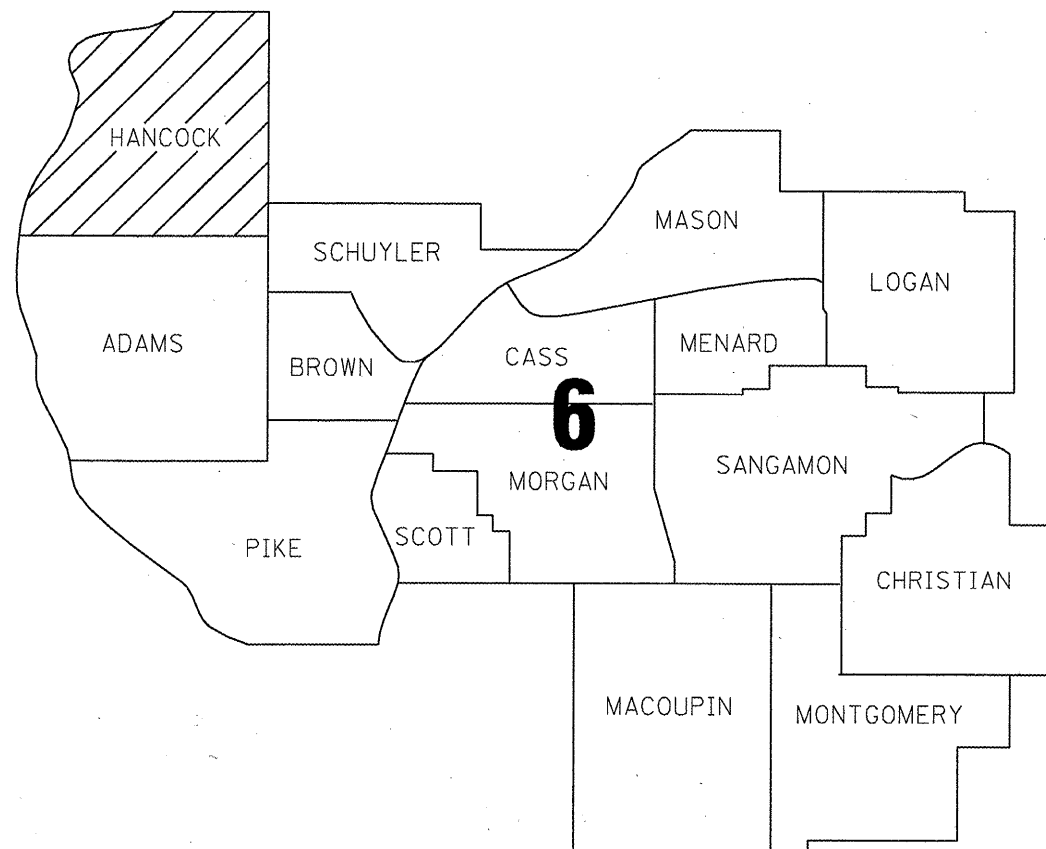 HANCOCK
MASON
SCHUYLER
LOGAN
ADAMS
MENARD
CASS
BROWN
6
SANGAMON
MORGAN
SCOTT
PIKE
CHRISTIAN
MACOUPIN
MONTGOMERY